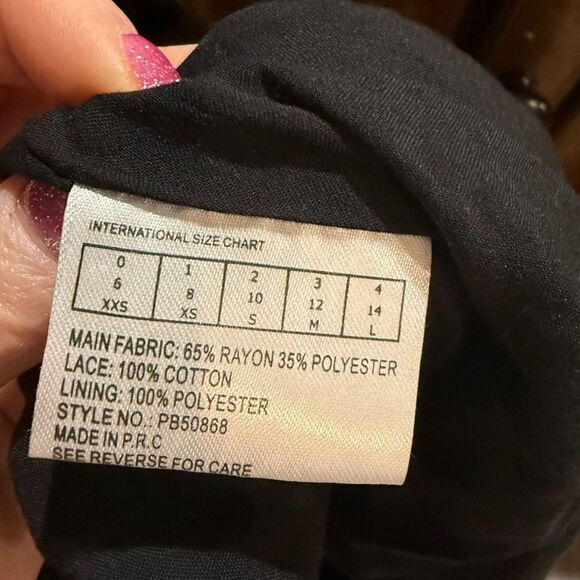 INTERNATIONAL SIZE CHART
0 1 2 3 4
6 8 10 12 14
XXS XS S M L
MAIN FABRIC: 65% RAYON 35% POLYESTER
LACE: 100% COTTON
LINING: 100% POLYESTER
STYLE NO.: PB50868
MADE IN P.R.C
SEE REVERSE FOR CARE